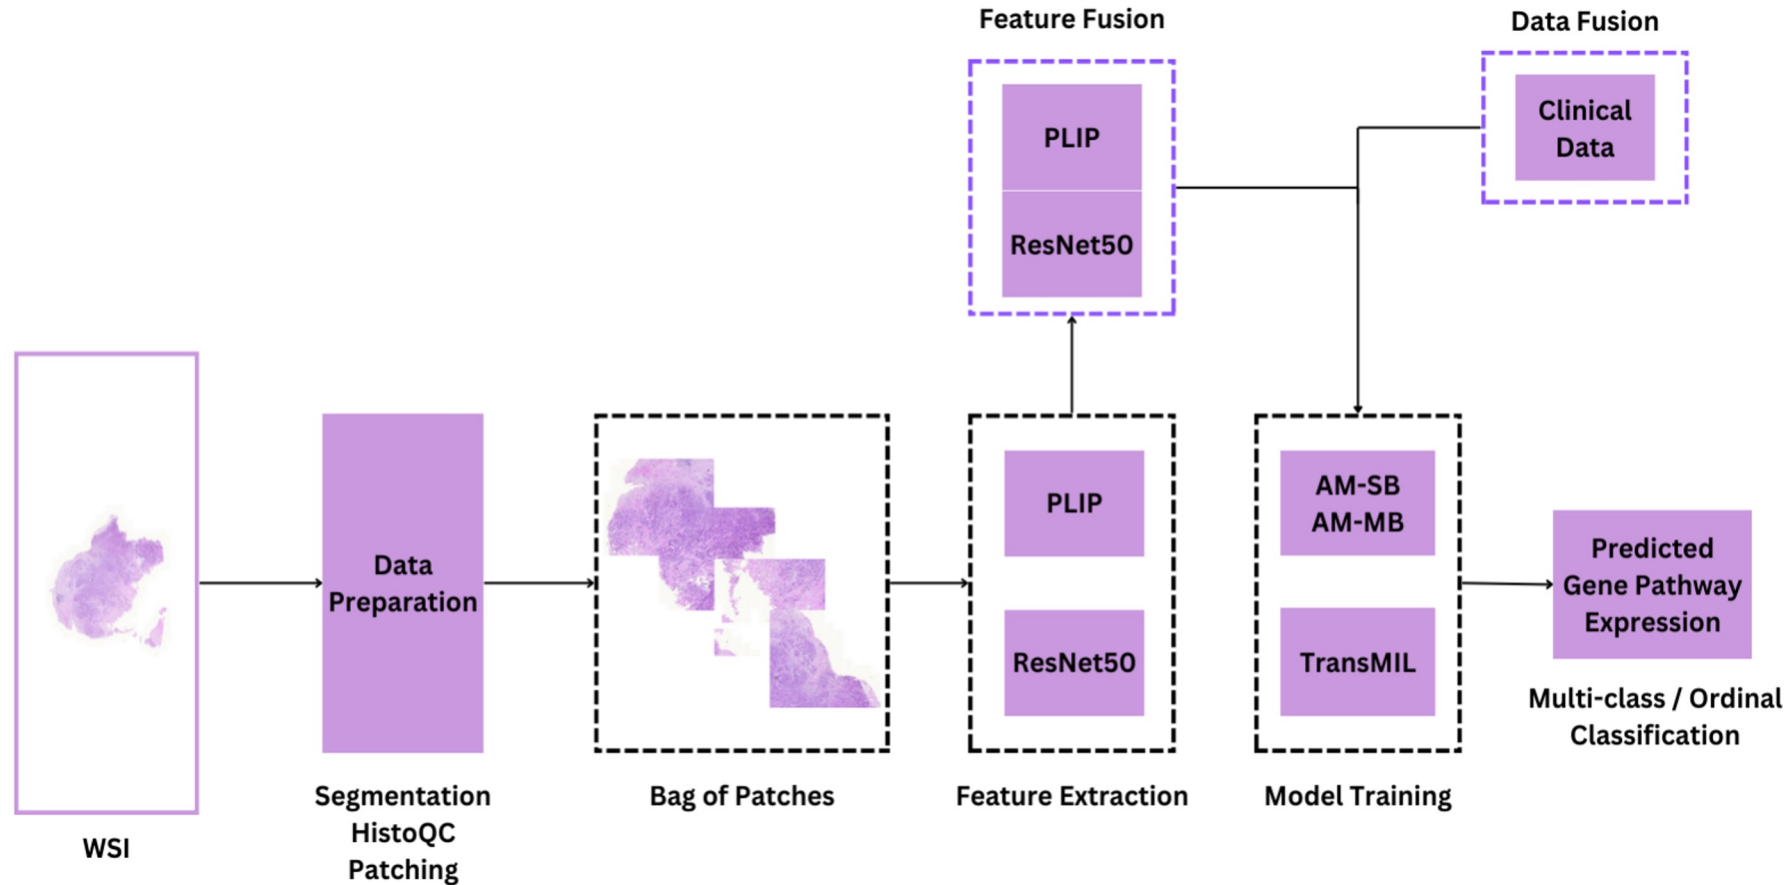 Feature Fusion
PLIP
ResNet50
Data Fusion
Clinical
Data
WSI
Data
Preparation
Segmentation
HistoQC
Patching
Bag of Patches
PLIP
ResNet50
Feature Extraction
AM-SB
AM-MB
TransMIL
Model Training
Predicted
Gene Pathway
Expression
Multi-class / Ordinal
Classification